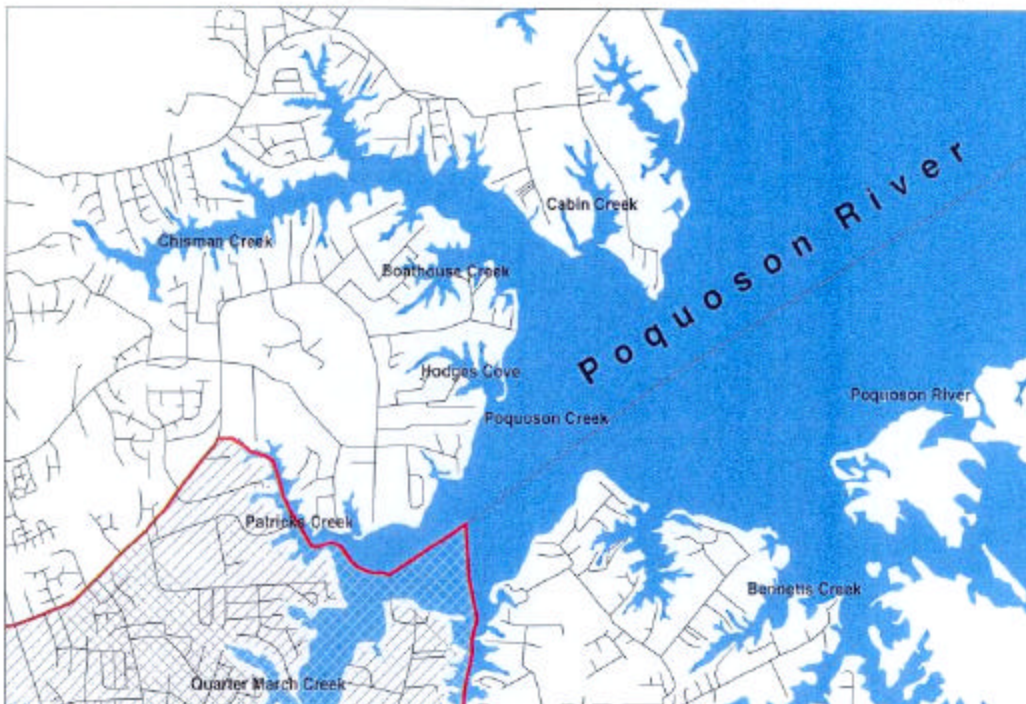 Cabin Creek
Poquoson River
Chisman Creek
Boathouse Creek
Hodges Cove
Poquoson River
Poquoson Creek
Patricks Creek
Bennetts Creek
Quarter March Creek